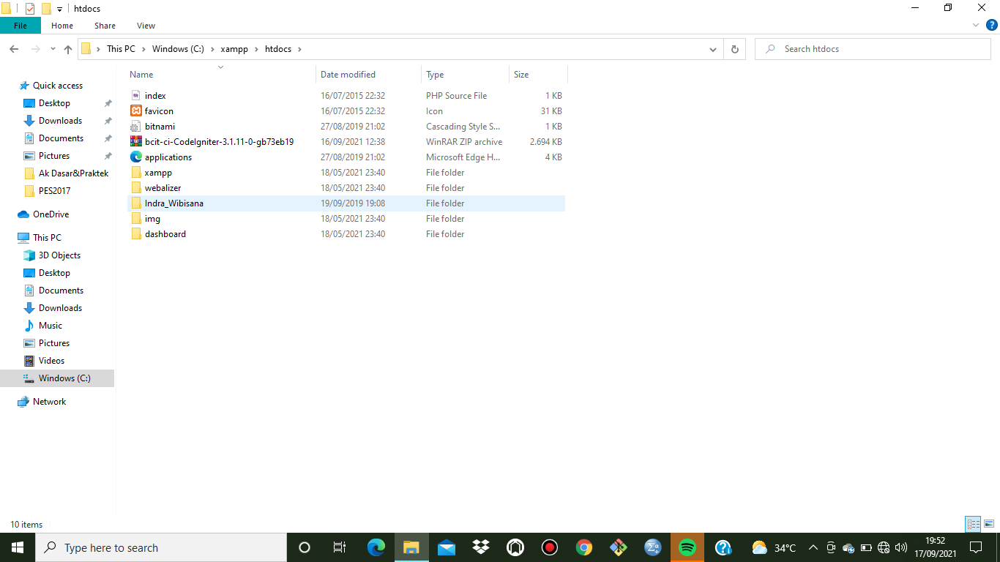 htdocs
File Home Share View
This PC Windows (C:) xampp htdocs Search htdocs
Name Date modified Type Size
Quick access
Desktop
Downloads
Documents
Pictures
Ak Dasar&Praktek
PES2017
OneDrive
This PC
3D Objects
Desktop
Documents
Downloads
Music
Pictures
Videos
Windows (C:)
Network
index 16/07/2015 22:32 PHP Source File 1 KB
favicon 16/07/2015 22:32 Icon 31 KB
bitnami 27/08/2019 21:02 Cascading Style S... 1 KB
bcit-ci-CodeIgniter-3.1.11-0-gb73eb19 16/09/2021 12:38 WinRAR ZIP archive 2.694 KB
applications 27/08/2019 21:02 Microsoft Edge H... 4 KB
xampp 18/05/2021 23:40 File folder
webalizer 18/05/2021 23:40 File folder
Indra_Wibisana 19/09/2019 19:08 File folder
img 18/05/2021 23:40 File folder
dashboard 18/05/2021 23:40 File folder
10 items
Type here to search
34°C
19:52
17/09/2021